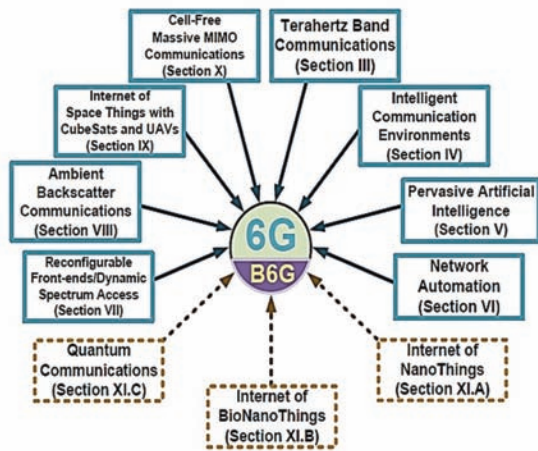 Cell-Free
Massive MIMO
Communications
(Section X)
Terahertz Band
Communications
(Section III)
Internet of
Space Things with
CubeSats and UAVs
(Section IX)
Intelligent
Communication
Environments
(Section IV)
Ambient
Backscatter
Communications
(Section VIII)
Pervasive Artificial
Intelligence
(Section V)
6G
B6G
Reconfigurable
Front-ends/Dynamic
Spectrum Access
(Section VII)
Network
Automation
(Section VI)
Quantum
Communications
(Section XI.C)
Internet of
BioNanoThings
(Section XI.B)
Internet of
NanoThings
(Section XI.A)